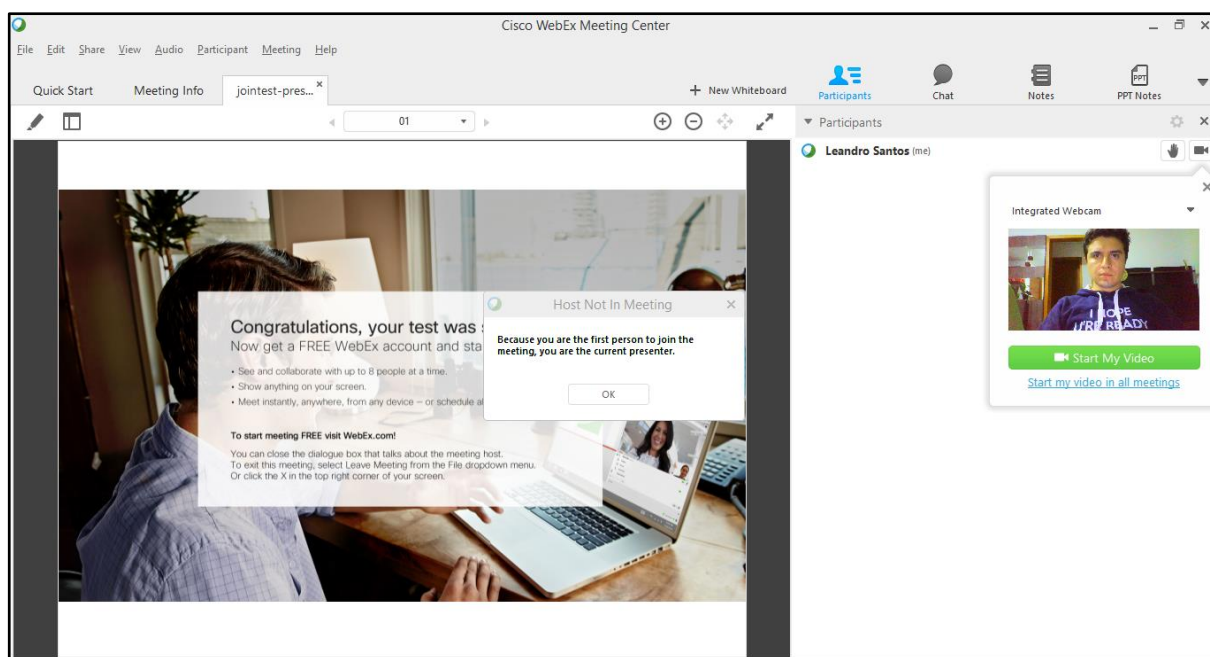 Cisco WebEx Meeting Center
File Edit Share View Audio Participant Meeting Help
Quick Start Meeting Info jointest-pres... New Whiteboard
Participants Chat Notes PPT PPT Notes
01
Participants
Leandro Santos (me)
Integrated Webcam
I HOPE
U'RE READY
Start My Video
Start my video in all meetings
Host Not In Meeting
Because you are the first person to join the
meeting, you are the current presenter.
OK
Congratulations, your test was
Now get a FREE WebEx account and sta
• See and collaborate with up to 8 people at a time.
• Show anything on your screen.
• Meet instantly, anywhere, from any device – or schedule a
To start meeting FREE visit WebEx.com!
You can close the dialogue box that talks about the meeting host.
To exit this meeting, select Leave Meeting from the File dropdown menu.
Or click the X in the top right corner of your screen.